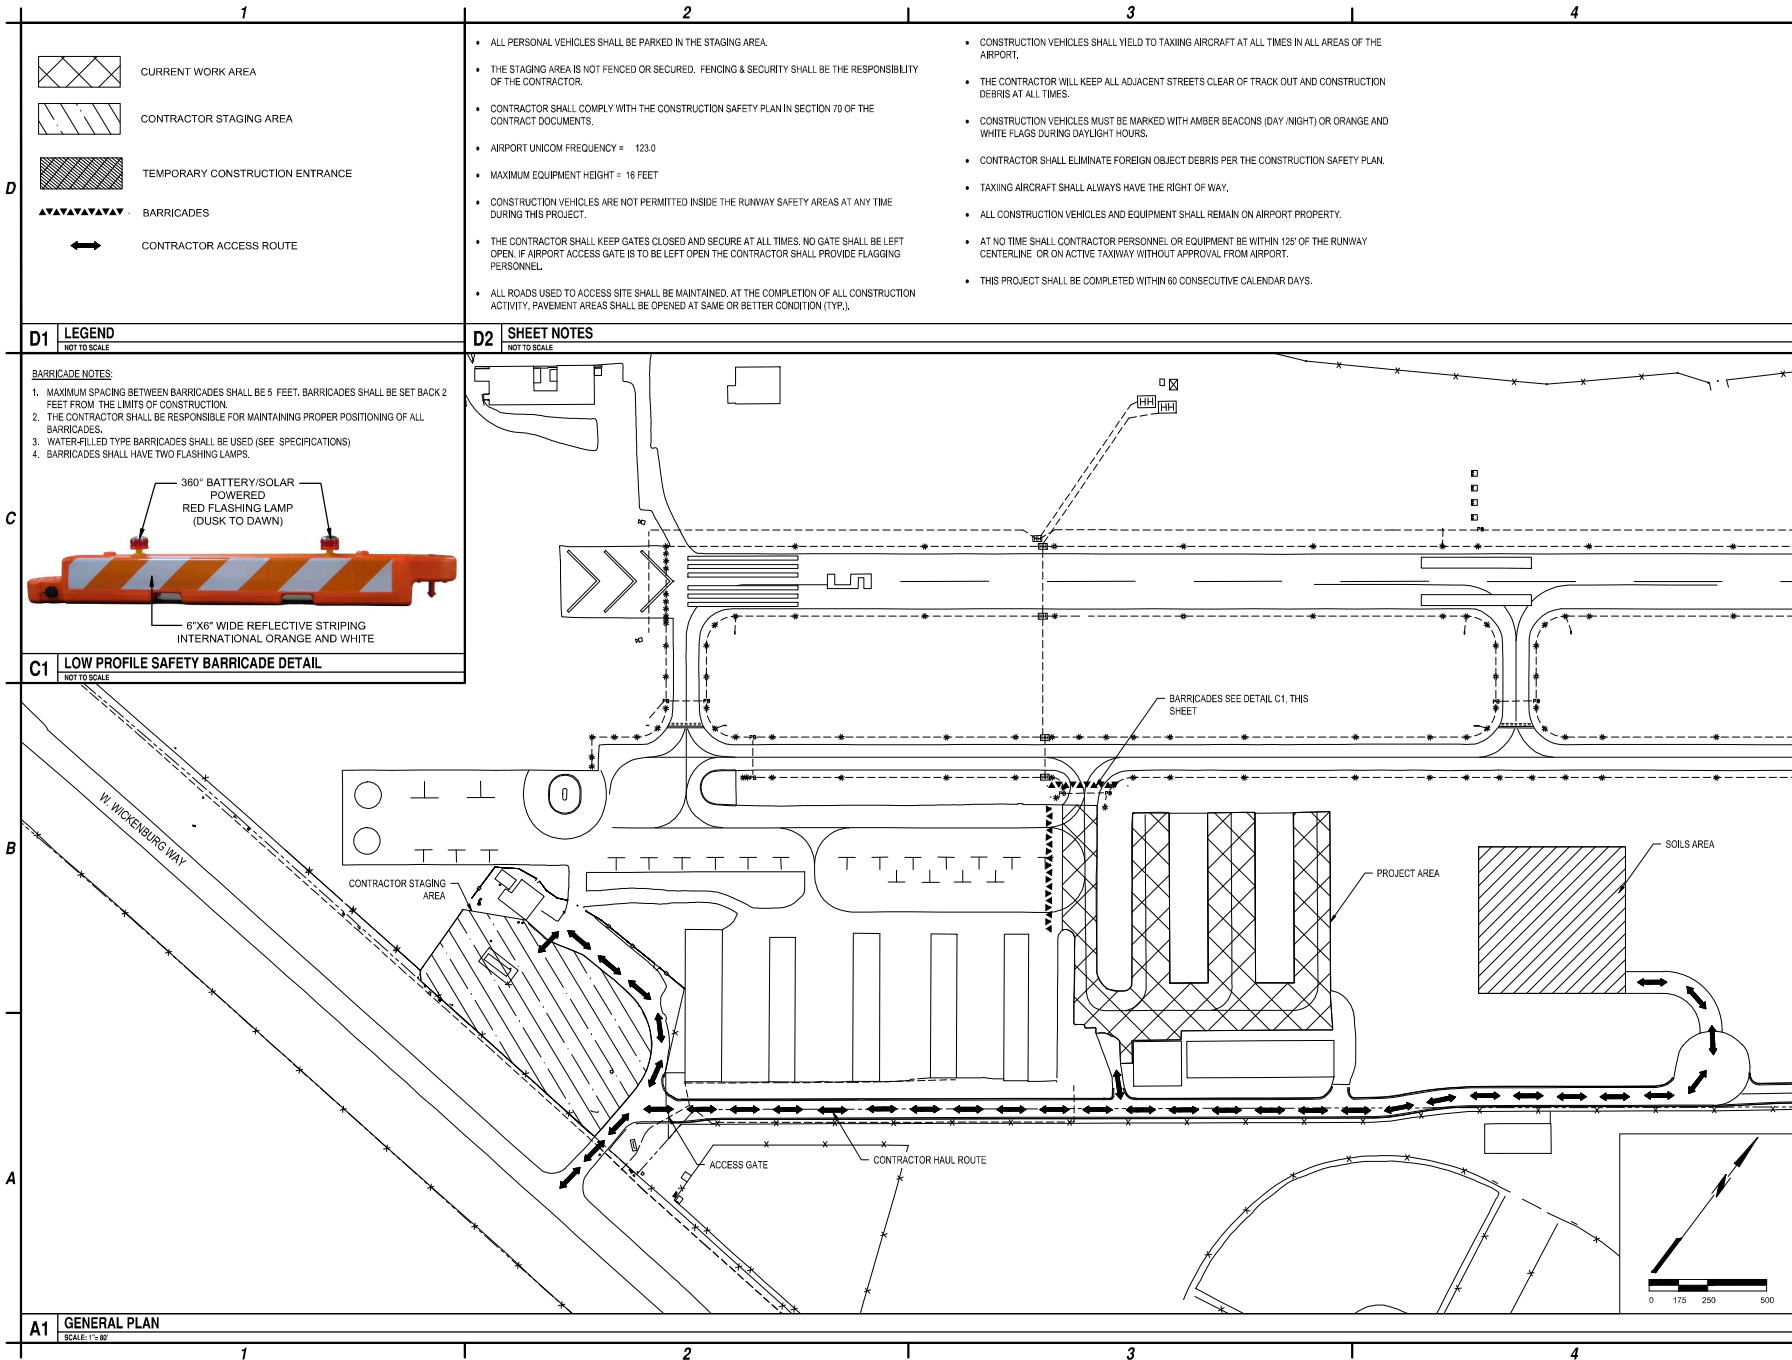 1 2 3 4
D
CURRENT WORK AREA
CONTRACTOR STAGING AREA
TEMPORARY CONSTRUCTION ENTRANCE
BARRICADES
CONTRACTOR ACCESS ROUTE
D1 LEGEND
NOT TO SCALE
• ALL PERSONAL VEHICLES SHALL BE PARKED IN THE STAGING AREA.
• THE STAGING AREA IS NOT FENCED OR SECURED. FENCING & SECURITY SHALL BE THE RESPONSIBILITY
OF THE CONTRACTOR.
• CONTRACTOR SHALL COMPLY WITH THE CONSTRUCTION SAFETY PLAN IN SECTION 70 OF THE
CONTRACT DOCUMENTS.
• AIRPORT UNICOM FREQUENCY = 123.0
• MAXIMUM EQUIPMENT HEIGHT = 16 FEET
• CONSTRUCTION VEHICLES ARE NOT PERMITTED INSIDE THE RUNWAY SAFETY AREAS AT ANY TIME
DURING THIS PROJECT.
• THE CONTRACTOR SHALL KEEP GATES CLOSED AND SECURE AT ALL TIMES. NO GATE SHALL BE LEFT
OPEN. IF AIRPORT ACCESS GATE IS TO BE LEFT OPEN THE CONTRACTOR SHALL PROVIDE FLAGGING
PERSONNEL.
• ALL ROADS USED TO ACCESS SITE SHALL BE MAINTAINED. AT THE COMPLETION OF ALL CONSTRUCTION
ACTIVITY, PAVEMENT AREAS SHALL BE OPENED AT SAME OR BETTER CONDITION (TYP.).
• CONSTRUCTION VEHICLES SHALL YIELD TO TAXIING AIRCRAFT AT ALL TIMES IN ALL AREAS OF THE
AIRPORT.
• THE CONTRACTOR WILL KEEP ALL ADJACENT STREETS CLEAR OF TRACK OUT AND CONSTRUCTION
DEBRIS AT ALL TIMES.
• CONSTRUCTION VEHICLES MUST BE MARKED WITH AMBER BEACONS (DAY /NIGHT) OR ORANGE AND
WHITE FLAGS DURING DAYLIGHT HOURS.
• CONTRACTOR SHALL ELIMINATE FOREIGN OBJECT DEBRIS PER THE CONSTRUCTION SAFETY PLAN.
• TAXIING AIRCRAFT SHALL ALWAYS HAVE THE RIGHT OF WAY.
• ALL CONSTRUCTION VEHICLES AND EQUIPMENT SHALL REMAIN ON AIRPORT PROPERTY.
• AT NO TIME SHALL CONTRACTOR PERSONNEL OR EQUIPMENT BE WITHIN 125' OF THE RUNWAY
CENTERLINE OR ON ACTIVE TAXIWAY WITHOUT APPROVAL FROM AIRPORT.
• THIS PROJECT SHALL BE COMPLETED WITHIN 60 CONSECUTIVE CALENDAR DAYS.
D2 SHEET NOTES
NOT TO SCALE
C
BARRICADE NOTES:
1. MAXIMUM SPACING BETWEEN BARRICADES SHALL BE 5 FEET. BARRICADES SHALL BE SET BACK 2
FEET FROM THE LIMITS OF CONSTRUCTION.
2. THE CONTRACTOR SHALL BE RESPONSIBLE FOR MAINTAINING PROPER POSITIONING OF ALL
BARRICADES.
3. WATER-FILLED TYPE BARRICADES SHALL BE USED (SEE SPECIFICATIONS)
4. BARRICADES SHALL HAVE TWO FLASHING LAMPS.
360° BATTERY/SOLAR
POWERED
RED FLASHING LAMP
(DUSK TO DAWN)
6"X6" WIDE REFLECTIVE STRIPING
INTERNATIONAL ORANGE AND WHITE
C1 LOW PROFILE SAFETY BARRICADE DETAIL
NOT TO SCALE
HH
HH
BARRICADES SEE DETAIL C1, THIS
SHEET
B
W. WICKENBURG WAY
CONTRACTOR STAGING
AREA
PROJECT AREA
SOILS AREA
A
ACCESS GATE
CONTRACTOR HAUL ROUTE
0 175 250 500
A1 GENERAL PLAN
SCALE: 1"= 80'
1 2 3 4